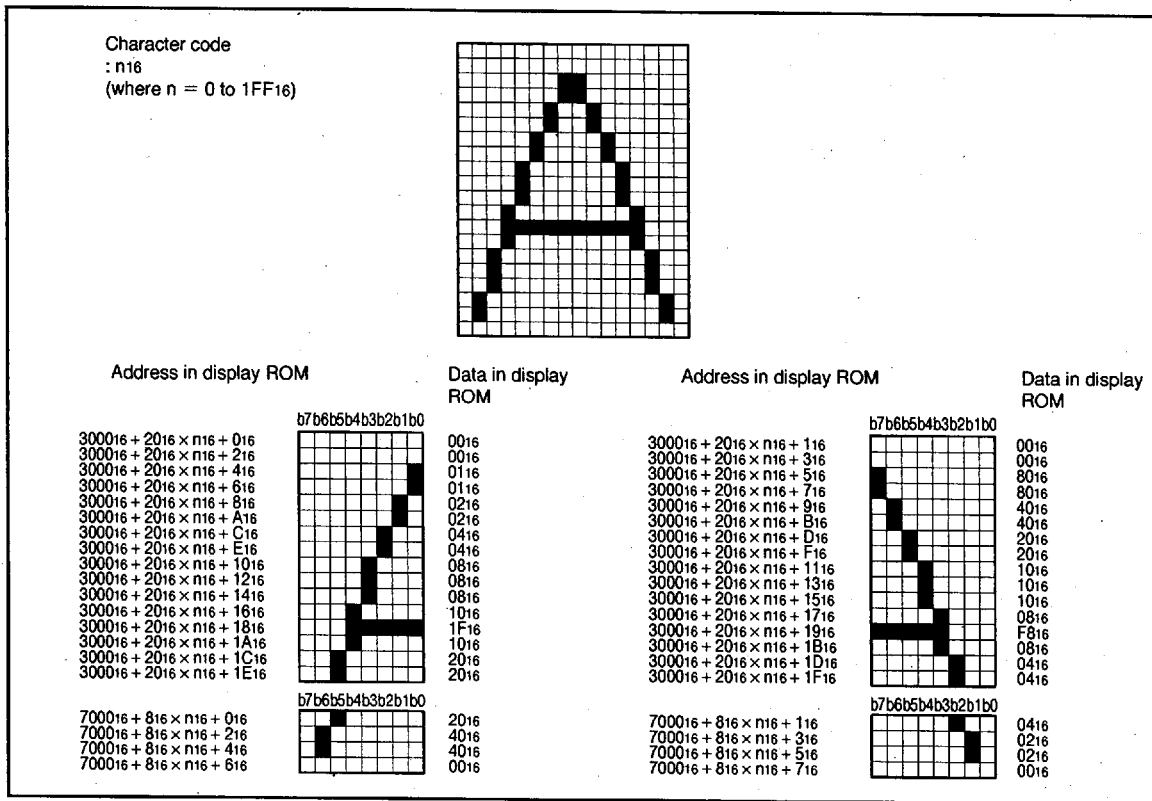 Character code
: n16
(where n = 0 to 1FF16)
Address in display ROM
Data in display
ROM
b7b6b5b4b3b2b1b0
300016 + 2016 × n16 + 016 0016
300016 + 2016 × n16 + 216 0016
300016 + 2016 × n16 + 416 0116
300016 + 2016 × n16 + 616 0116
300016 + 2016 × n16 + 816 0216
300016 + 2016 × n16 + A16 0216
300016 + 2016 × n16 + C16 0416
300016 + 2016 × n16 + E16 0416
300016 + 2016 × n16 + 1016 0816
300016 + 2016 × n16 + 1216 0816
300016 + 2016 × n16 + 1416 0816
300016 + 2016 × n16 + 1616 1016
300016 + 2016 × n16 + 1816 1F16
300016 + 2016 × n16 + 1A16 1016
300016 + 2016 × n16 + 1C16 2016
300016 + 2016 × n16 + 1E16 2016
b7b6b5b4b3b2b1b0
700016 + 816 × n16 + 016 2016
700016 + 816 × n16 + 216 4016
700016 + 816 × n16 + 416 4016
700016 + 816 × n16 + 616 0016
Address in display ROM
Data in display
ROM
b7b6b5b4b3b2b1b0
300016 + 2016 × n16 + 116 0016
300016 + 2016 × n16 + 316 0016
300016 + 2016 × n16 + 516 8016
300016 + 2016 × n16 + 716 8016
300016 + 2016 × n16 + 916 4016
300016 + 2016 × n16 + B16 4016
300016 + 2016 × n16 + D16 2016
300016 + 2016 × n16 + F16 2016
300016 + 2016 × n16 + 1116 1016
300016 + 2016 × n16 + 1316 1016
300016 + 2016 × n16 + 1516 1016
300016 + 2016 × n16 + 1716 0816
300016 + 2016 × n16 + 1916 F816
300016 + 2016 × n16 + 1B16 0816
300016 + 2016 × n16 + 1D16 0416
300016 + 2016 × n16 + 1F16 0416
b7b6b5b4b3b2b1b0
700016 + 816 × n16 + 116 0416
700016 + 816 × n16 + 316 0216
700016 + 816 × n16 + 516 0216
700016 + 816 × n16 + 716 0016